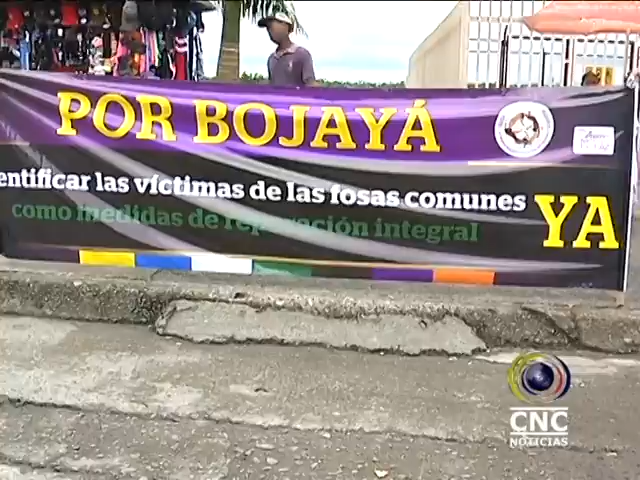 POR BOJAYÁ
entificar las víctimas de las fosas comunes YA
como medidas de reparación integral
CNC
NOTICIAS